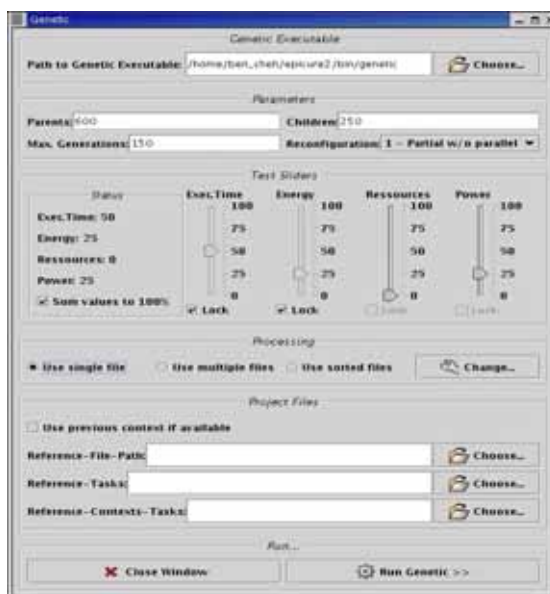 Genetic
Genetic Executable
Path to Genetic Executable: /home/ben_cheh/epicure2/bin/genetic Choose...
Parameters
Parents: 600 Children: 250
Max. Generations: 150 Reconfiguration: 1 - Partial w/n parallel
Test Sliders
Status Exec.Time Energy Ressources Power
100 100 100 100
Exec.Time: 50 75 75 75 75
Energy: 25 50 50 50 50
Ressources: 0
Power: 25 25 25 25 25
Sum values to 100% 0 0 0 0
Lock Lock Lock Lock
Processing
Use single file Use multiple files Use sorted files Change...
Project Files
Use previous context if available
Reference-File-Path: Choose...
Reference-Tasks: Choose...
Reference-Contexts-Tasks: Choose...
Run...
Close Window Run Genetic >>